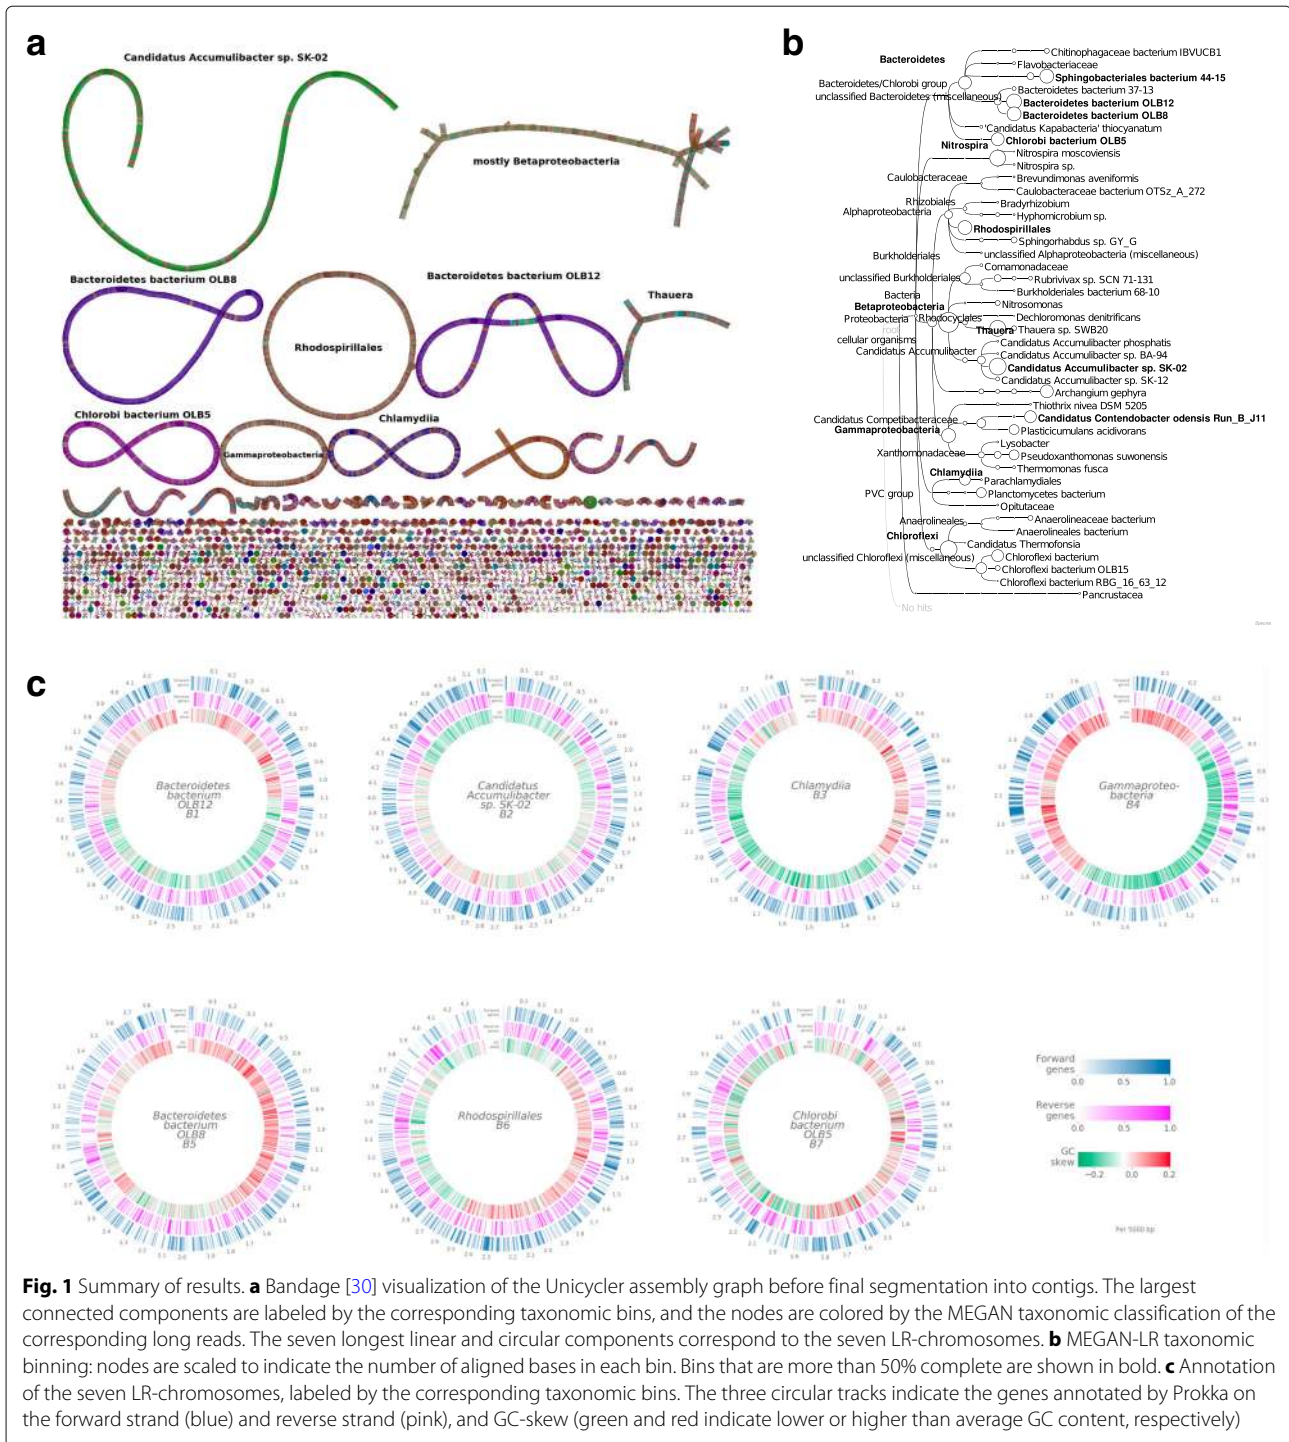 a
Candidatus Accumulibacter sp. SK-02
mostly Betaproteobacteria
Bacteroidetes bacterium OLB8
Rhodospirillales
Bacteroidetes bacterium OLB12
Thauera
Chlorobi bacterium OLB5
Gammaproteobacteria
Chlamydiia
b
Chitinophagaceae bacterium IBVUCB1
Bacteroidetes
Flavobacteriaceae
Sphingobacteriales bacterium 44-15
Bacteroidetes/Chlorobi group
Bacteroidetes bacterium 37-13
unclassified Bacteroidetes (miscellaneous)
Bacteroidetes bacterium OLB12
Bacteroidetes bacterium OLB8
'Candidatus Kapabacteria' thiocyanatum
Chlorobi bacterium OLB5
Nitrospira
Nitrospira moscoviensis
Nitrospira sp.
Caulobacteraceae
Brevundimonas aveniformis
Caulobacteraceae bacterium OTSz_A_272
Rhizobiales
Bradyrhizobium
Alphaproteobacteria
Hyphomicrobium sp.
Rhodospirillales
Sphingorhabdus sp. GY_G
unclassified Alphaproteobacteria (miscellaneous)
Burkholderiales
Comamonadaceae
unclassified Burkholderiales
Rubrivivax sp. SCN 71-131
Burkholderiales bacterium 68-10
Bacteria
Betaproteobacteria
Nitrosomonas
Proteobacteria
Rhodocyclales
Dechloromonas denitrificans
root
Thauera
Thauera sp. SWB20
cellular organisms
Candidatus Accumulibacter phosphatis
Candidatus Accumulibacter
Candidatus Accumulibacter sp. BA-94
Candidatus Accumulibacter sp. SK-02
Candidatus Accumulibacter sp. SK-12
Archangium gephyra
Thiothrix nivea DSM 5205
Candidatus Competibacteraceae
Candidatus Contendobacter odensis Run_B_J11
Gammaproteobacteria
Plasticicumulans acidivorans
Lysobacter
Xanthomonadaceae
Pseudoxanthomonas suwonensis
Thermomonas fusca
Chlamydiia
Parachlamydiales
PVC group
Planctomycetes bacterium
Opitutaceae
Anaerolineales
Anaerolineaceae bacterium
Anaerolineales bacterium
Chloroflexi
Candidatus Thermofonsia
unclassified Chloroflexi (miscellaneous)
Chloroflexi bacterium
Chloroflexi bacterium OLB15
Chloroflexi bacterium RBG_16_63_12
Pancrustacea
No hits
c
Bacteroidetes
bacterium
OLB12
B1
Candidatus
Accumulibacter
sp. SK-02
B2
Chlamydiia
B3
Gammaproteo-
bacteria
B4
Bacteroidetes
bacterium
OLB8
B5
Rhodospirillales
B6
Chlorobi
bacterium
OLB5
B7
Forward
genes
0.0 0.5 1.0
Reverse
genes
0.0 0.5 1.0
GC
skew
−0.2 0.0 0.2
Per 5000 bp
Fig. 1 Summary of results. a Bandage [30] visualization of the Unicycler assembly graph before final segmentation into contigs. The largest
connected components are labeled by the corresponding taxonomic bins, and the nodes are colored by the MEGAN taxonomic classification of the
corresponding long reads. The seven longest linear and circular components correspond to the seven LR-chromosomes. b MEGAN-LR taxonomic
binning: nodes are scaled to indicate the number of aligned bases in each bin. Bins that are more than 50% complete are shown in bold. c Annotation
of the seven LR-chromosomes, labeled by the corresponding taxonomic bins. The three circular tracks indicate the genes annotated by Prokka on
the forward strand (blue) and reverse strand (pink), and GC-skew (green and red indicate lower or higher than average GC content, respectively)